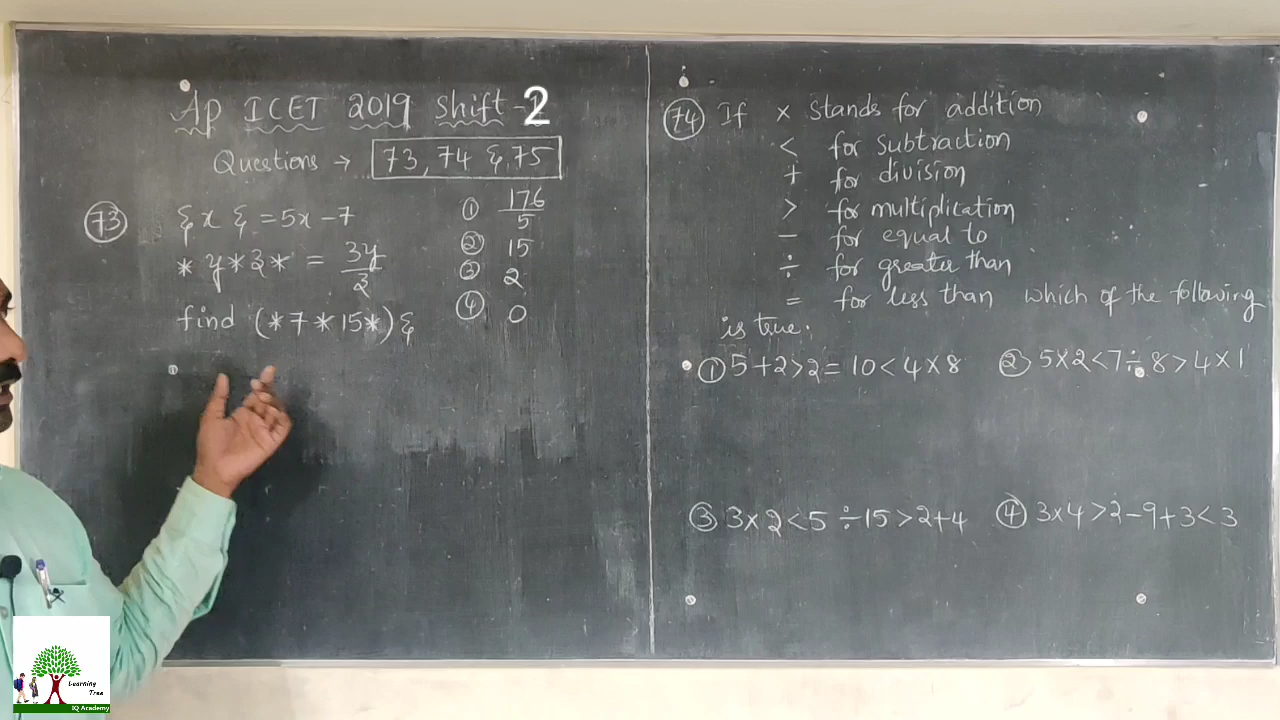 Ap ICET 2019 Shift - 2
Questions → 73, 74 & 75
73 { x { = 5x - 7
* y * 3 * = 3y/3
find (* 7 * 15 *) {
① 176/5
② 15
③ 2
④ 0
74 If × stands for addition
< for subtraction
+ for division
> for multiplication
− for equal to
÷ for greater than
= for less than which of the following
is true.
① 5 + 2 > 2 = 10 < 4 × 8
② 5 × 2 < 7 ÷ 8 > 4 × 1
③ 3 × 2 < 5 ÷ 15 > 2 + 4
④ 3 × 4 > 2 − 9 + 3 < 3
Learning
Tree
IQ Academy